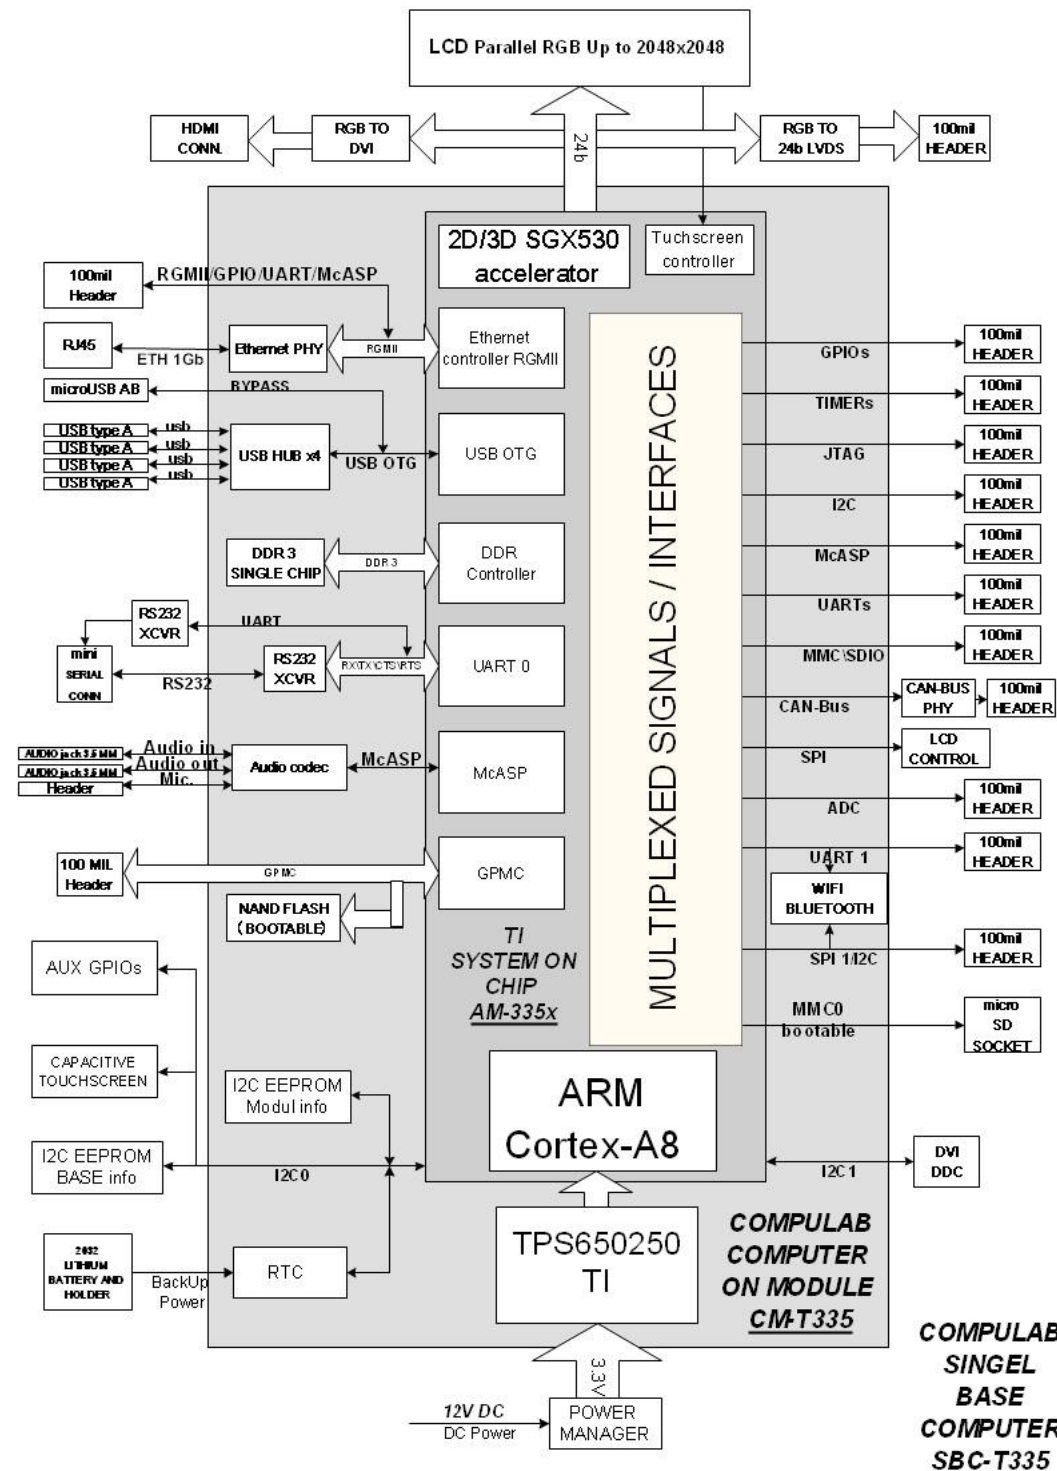 LCD Parallel RGB Up to 2048x2048
HDMI
CONN.
RGB TO
DVI
24b
RGB TO
24b LVDS
100mil
HEADER
2D/3D SGX530
accelerator
Tuchscreen
controller
100mil
Header
RGMII/GPIO/UART/McASP
RJ45
ETH 1Gb
Ethernet PHY
RGMII
Ethernet
controller RGMII
microUSB AB
BYPASS
USB type A
usb
USB type A
usb
USB type A
usb
USB type A
usb
USB HUB x4
USB OTG
USB OTG
DDR 3
SINGLE CHIP
DDR 3
DDR
Controller
RS232
XCVR
UART
mini
SERIAL
CONN
RS232
RS232
XCVR
RX\TX\CTS\RTS
UART 0
AUDIO jack 3.5 MM
Audio in
AUDIO jack 3.5 MM
Audio out
Header
Mic.
Audio codec
McASP
McASP
100 MIL
Header
GPMC
GPMC
NAND FLASH
(BOOTABLE)
TI
SYSTEM ON
CHIP
AM-335x
MULTIPLEXED SIGNALS / INTERFACES
GPIOs
100mil
HEADER
TIMERs
100mil
HEADER
JTAG
100mil
HEADER
I2C
100mil
HEADER
McASP
100mil
HEADER
UARTs
100mil
HEADER
MMC\SDIO
100mil
HEADER
CAN-Bus
CAN-BUS
PHY
100mil
HEADER
SPI
LCD
CONTROL
ADC
100mil
HEADER
UART 1
100mil
HEADER
WIFI
BLUETOOTH
SPI 1/I2C
100mil
HEADER
MMC0
bootable
micro
SD
SOCKET
AUX GPIOs
CAPACITIVE
TOUCHSCREEN
I2C EEPROM
BASE info
I2C EEPROM
Modul info
I2C0
ARM
Cortex-A8
I2C1
DVI
DDC
2032
LITHIUM
BATTERY AND
HOLDER
BackUp
Power
RTC
TPS650250
TI
COMPULAB
COMPUTER
ON MODULE
CM-T335
3.3V
12V DC
DC Power
POWER
MANAGER
COMPULAB
SINGEL
BASE
COMPUTER
SBC-T335